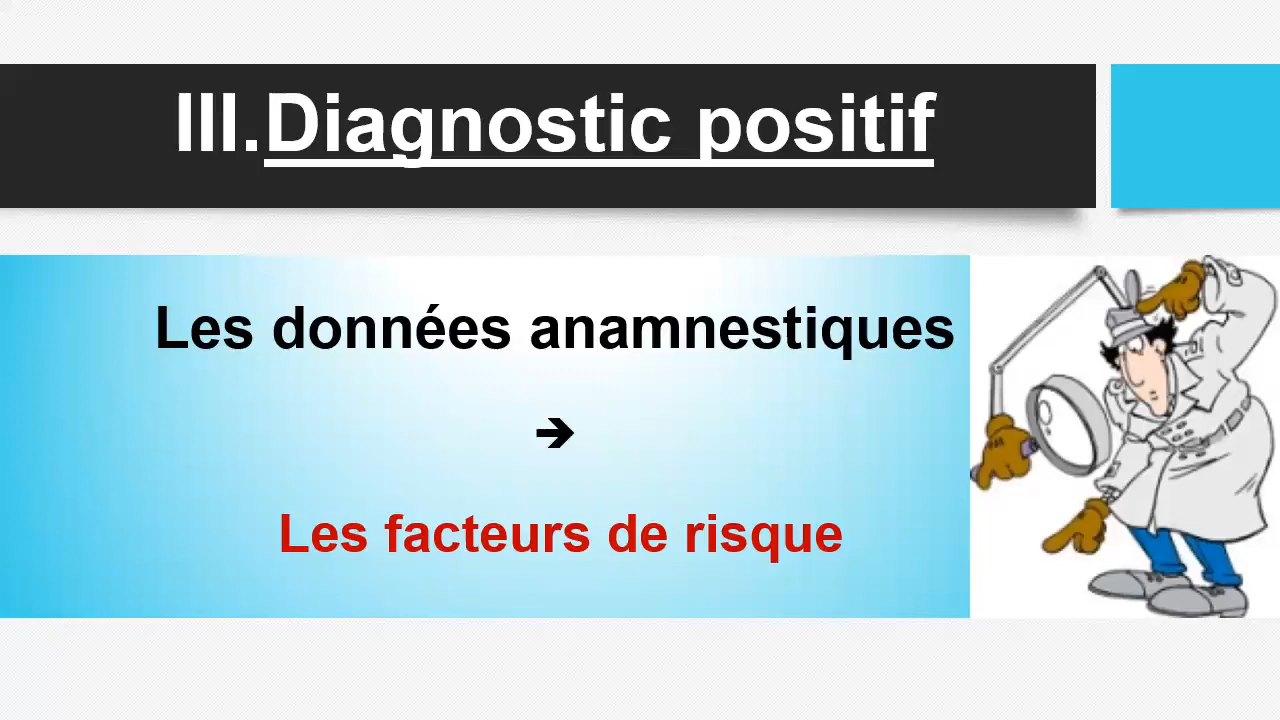 III.Diagnostic positif
Les données anamnestiques
➔
Les facteurs de risque